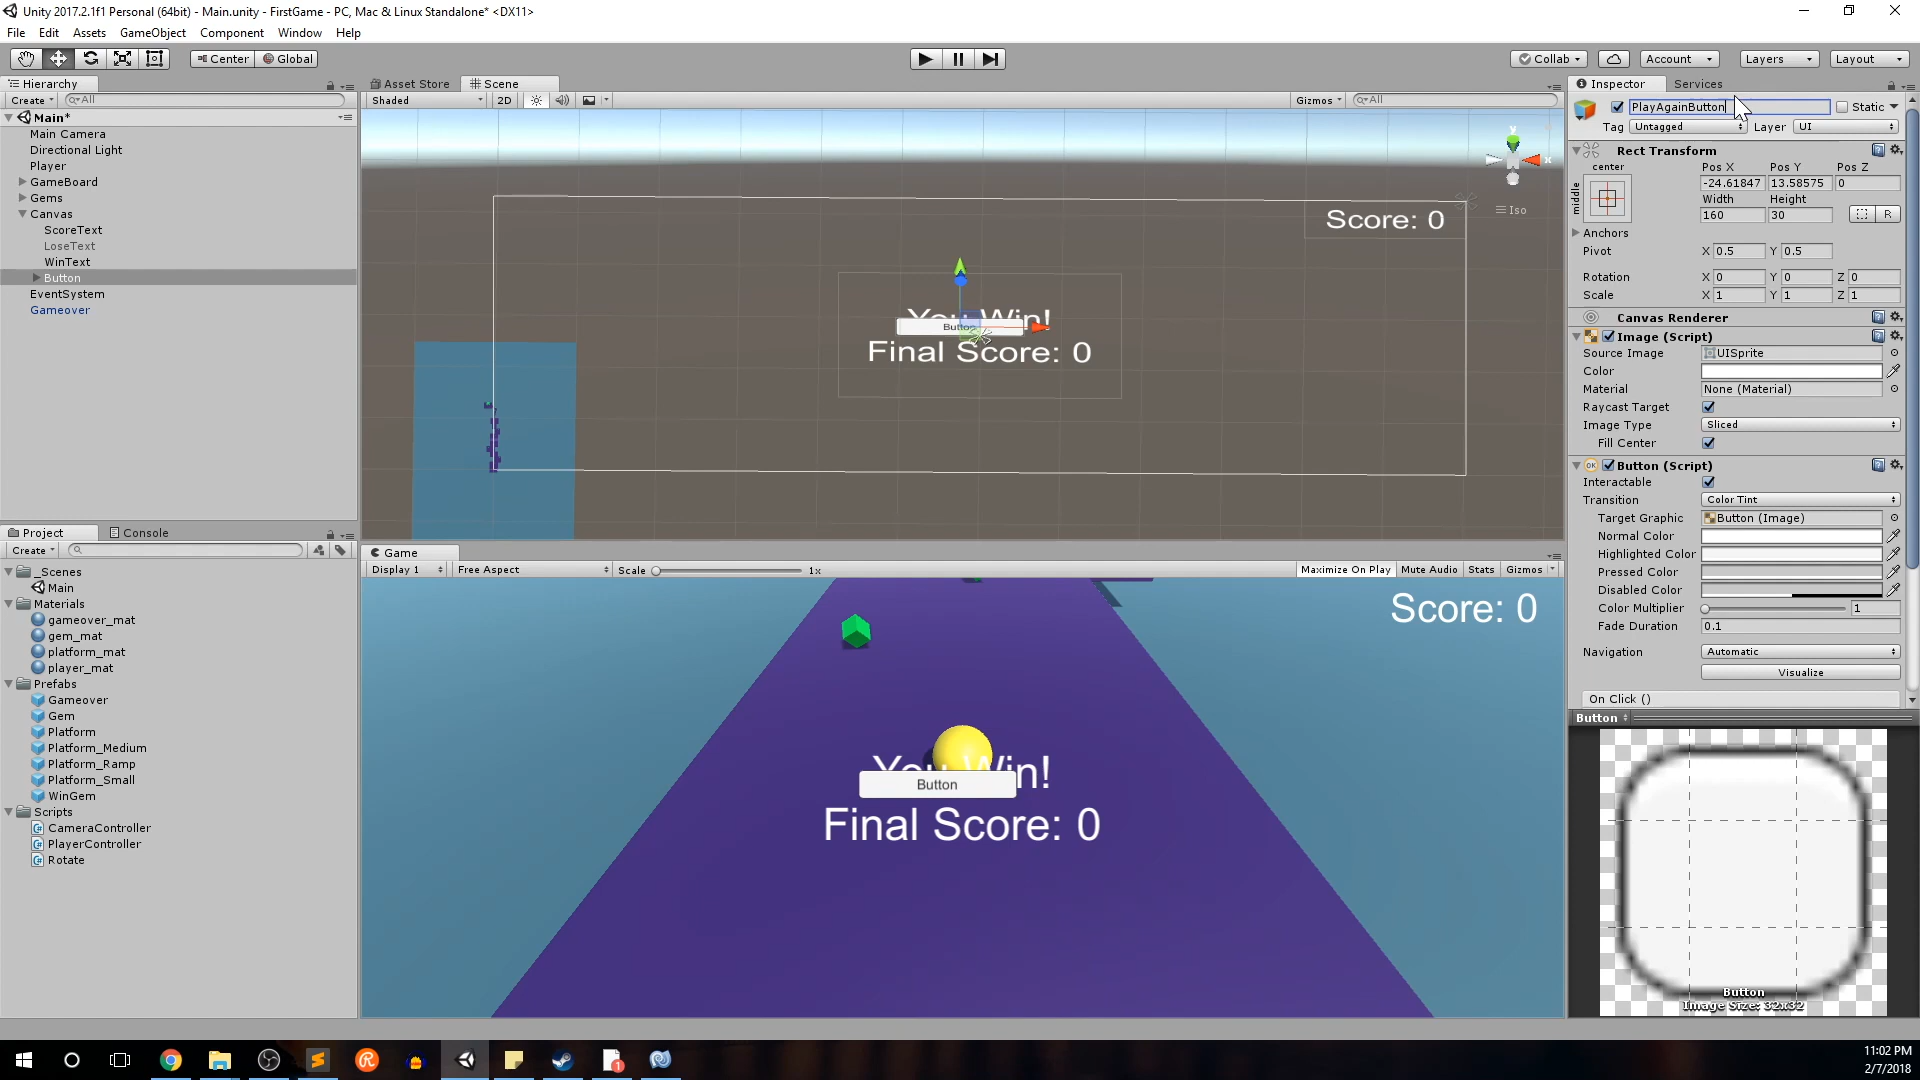 Unity 2017.2.1f1 Personal (64bit) - Main.unity - FirstGame - PC, Mac & Linux Standalone* <DX11>
File Edit Assets GameObject Component Window Help
Center Global
Collab Account Layers Layout
Hierarchy
Create All
Main*
Main Camera
Directional Light
Player
GameBoard
Gems
Canvas
ScoreText
LoseText
WinText
Button
EventSystem
Gameover
Asset Store Scene
Shaded 2D Gizmos All
y
x
Iso
Score: 0
You Win!
Button
Final Score: 0
Project Console
Create
_Scenes
Main
Materials
gameover_mat
gem_mat
platform_mat
player_mat
Prefabs
Gameover
Gem
Platform
Platform_Medium
Platform_Ramp
Platform_Small
WinGem
Scripts
CameraController
PlayerController
Rotate
Game
Display 1 Free Aspect Scale 1x Maximize On Play Mute Audio Stats Gizmos
Score: 0
You Win!
Button
Final Score: 0
Inspector Services
PlayAgainButton Static
Tag Untagged Layer UI
Rect Transform
center Pos X Pos Y Pos Z
middle -24.61847 13.58575 0
Width Height
160 30 R
Anchors
Pivot X 0.5 Y 0.5
Rotation X 0 Y 0 Z 0
Scale X 1 Y 1 Z 1
Canvas Renderer
Image (Script)
Source Image UISprite
Color
Material None (Material)
Raycast Target
Image Type Sliced
Fill Center
OK Button (Script)
Interactable
Transition Color Tint
Target Graphic Button (Image)
Normal Color
Highlighted Color
Pressed Color
Disabled Color
Color Multiplier 1
Fade Duration 0.1
Navigation Automatic
Visualize
On Click ()
Button
Button
Image Size: 32x32
11:02 PM
2/7/2018